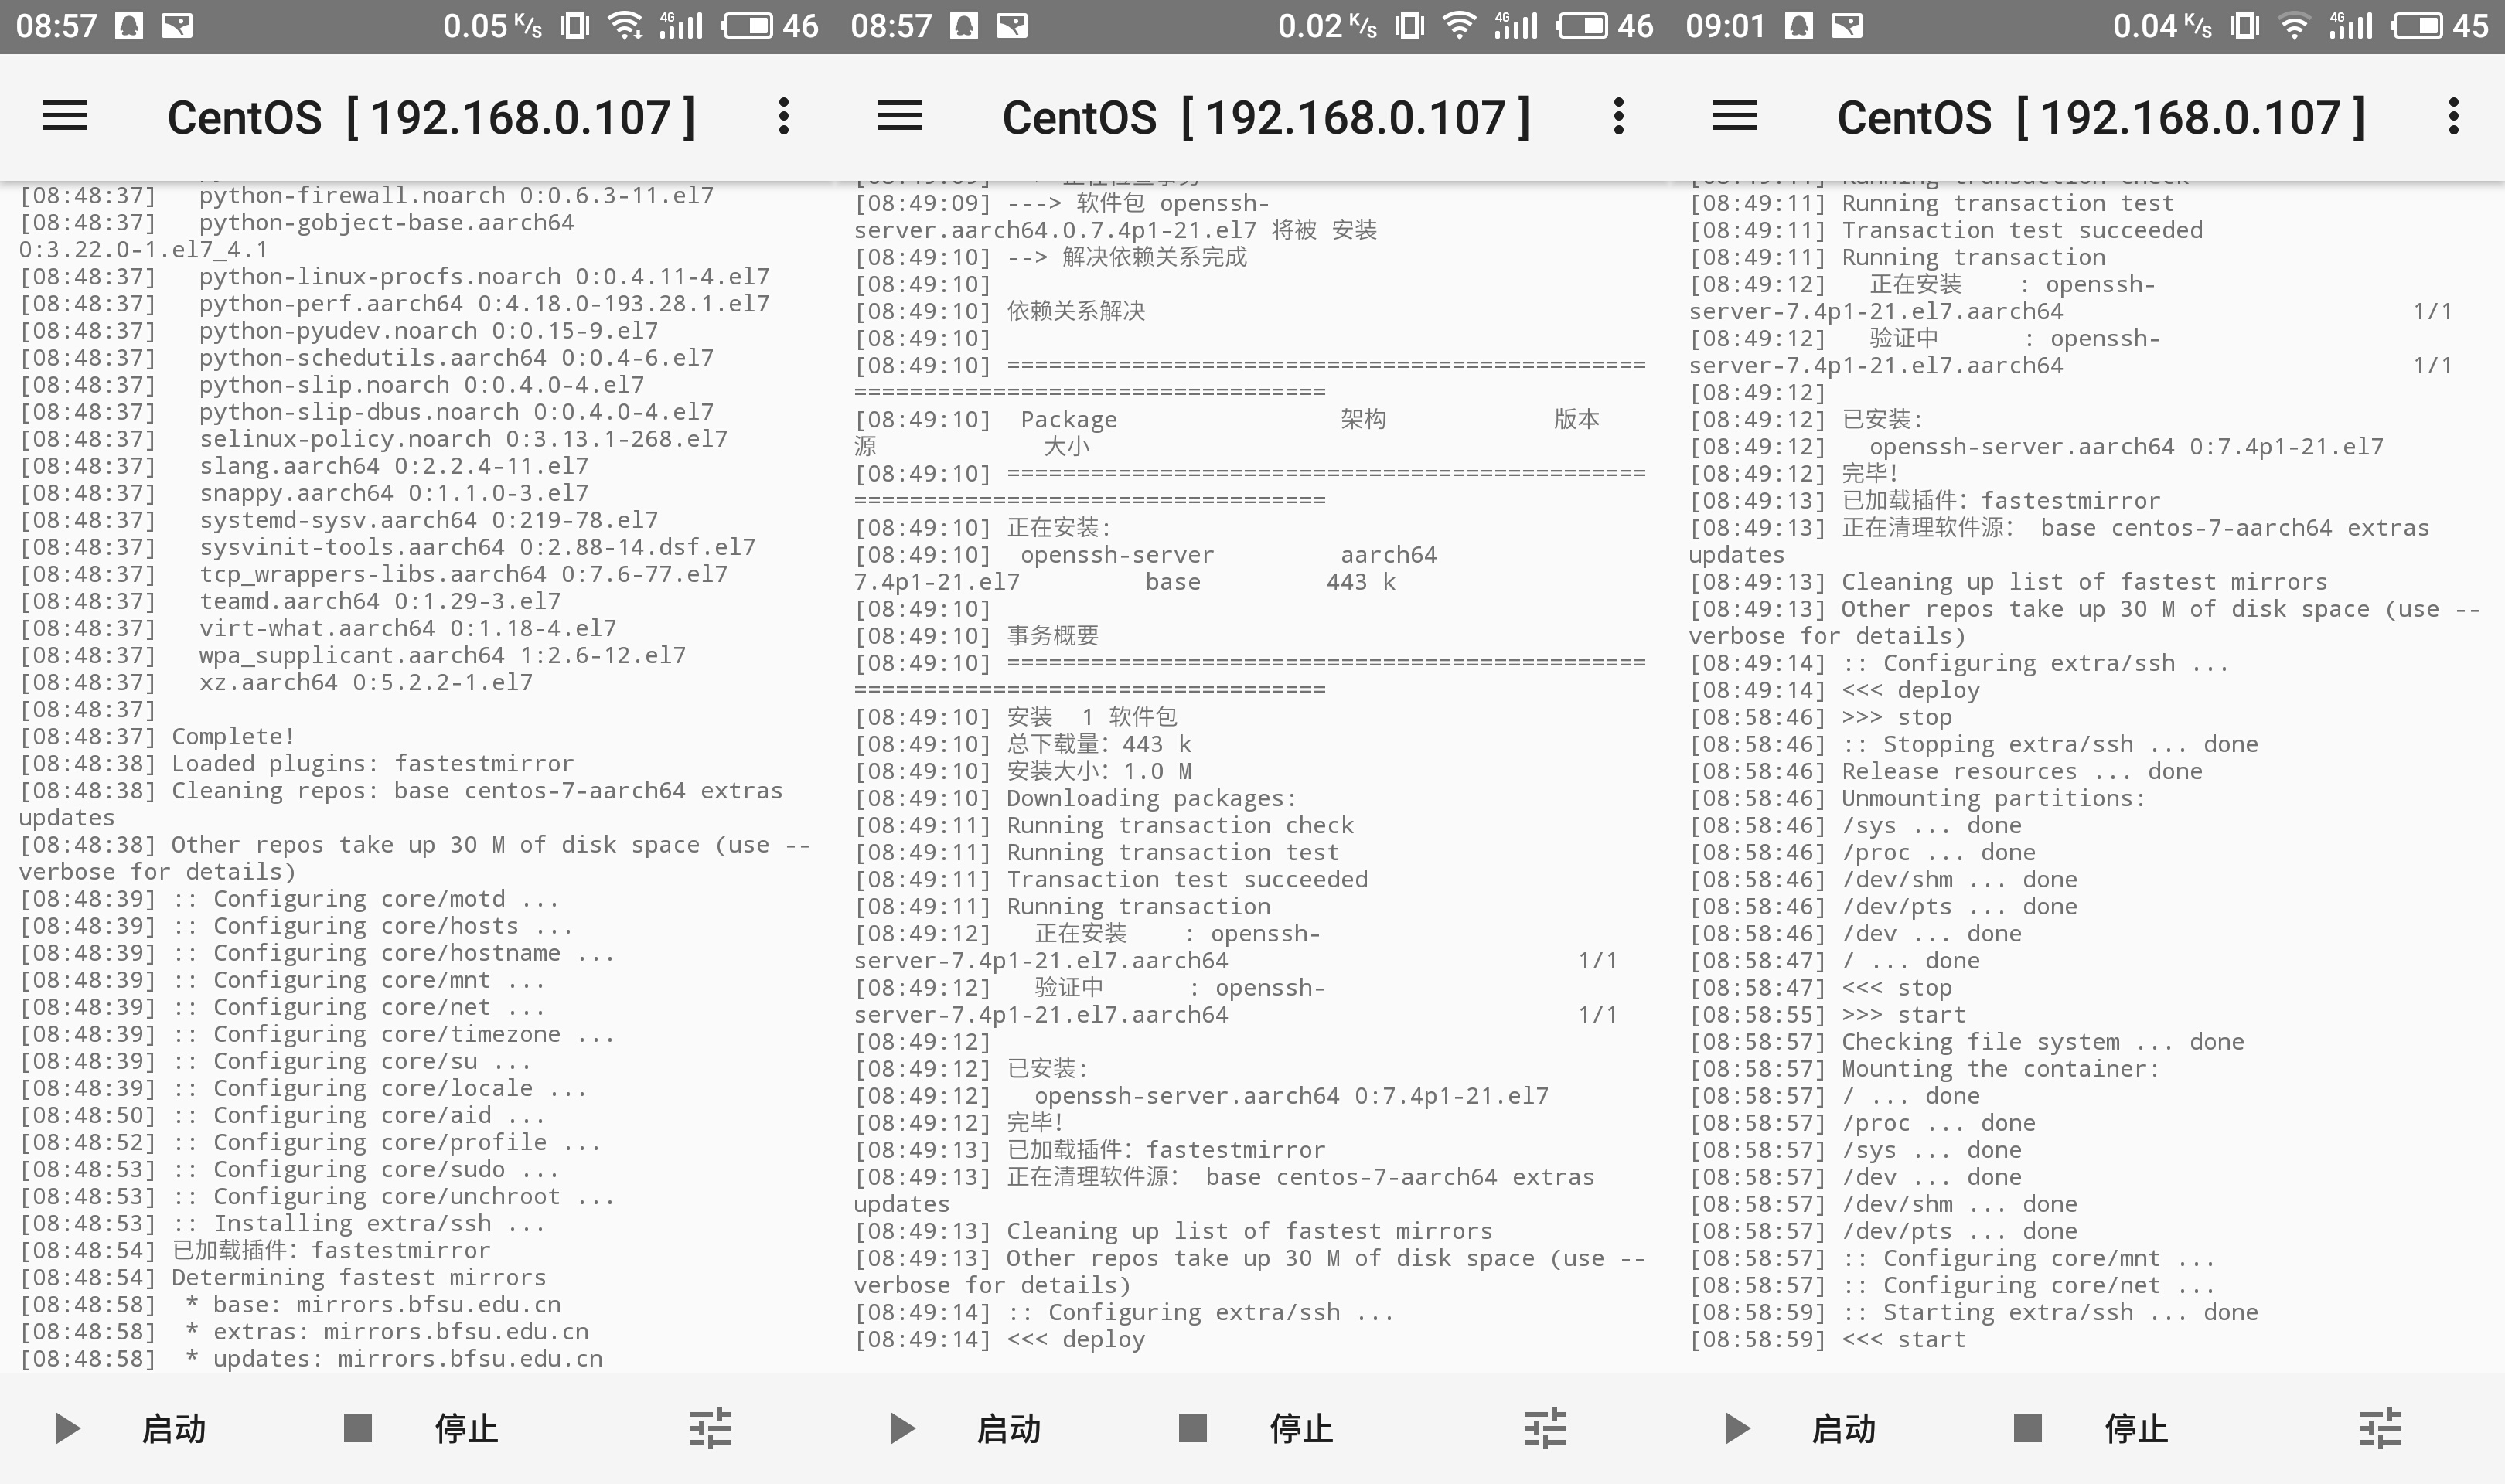 08:57 0.05 K/s 4G 46
CentOS [ 192.168.0.107 ]
[08:48:37] python-firewall.noarch 0:0.6.3-11.el7
[08:48:37] python-gobject-base.aarch64
0:3.22.0-1.el7_4.1
[08:48:37] python-linux-procfs.noarch 0:0.4.11-4.el7
[08:48:37] python-perf.aarch64 0:4.18.0-193.28.1.el7
[08:48:37] python-pyudev.noarch 0:0.15-9.el7
[08:48:37] python-schedutils.aarch64 0:0.4-6.el7
[08:48:37] python-slip.noarch 0:0.4.0-4.el7
[08:48:37] python-slip-dbus.noarch 0:0.4.0-4.el7
[08:48:37] selinux-policy.noarch 0:3.13.1-268.el7
[08:48:37] slang.aarch64 0:2.2.4-11.el7
[08:48:37] snappy.aarch64 0:1.1.0-3.el7
[08:48:37] systemd-sysv.aarch64 0:219-78.el7
[08:48:37] sysvinit-tools.aarch64 0:2.88-14.dsf.el7
[08:48:37] tcp_wrappers-libs.aarch64 0:7.6-77.el7
[08:48:37] teamd.aarch64 0:1.29-3.el7
[08:48:37] virt-what.aarch64 0:1.18-4.el7
[08:48:37] wpa_supplicant.aarch64 1:2.6-12.el7
[08:48:37] xz.aarch64 0:5.2.2-1.el7
[08:48:37]
[08:48:37] Complete!
[08:48:38] Loaded plugins: fastestmirror
[08:48:38] Cleaning repos: base centos-7-aarch64 extras
updates
[08:48:38] Other repos take up 30 M of disk space (use --
verbose for details)
[08:48:39] :: Configuring core/motd ...
[08:48:39] :: Configuring core/hosts ...
[08:48:39] :: Configuring core/hostname ...
[08:48:39] :: Configuring core/mnt ...
[08:48:39] :: Configuring core/net ...
[08:48:39] :: Configuring core/timezone ...
[08:48:39] :: Configuring core/su ...
[08:48:39] :: Configuring core/locale ...
[08:48:50] :: Configuring core/aid ...
[08:48:52] :: Configuring core/profile ...
[08:48:53] :: Configuring core/sudo ...
[08:48:53] :: Configuring core/unchroot ...
[08:48:53] :: Installing extra/ssh ...
[08:48:54] 已加载插件：fastestmirror
[08:48:54] Determining fastest mirrors
[08:48:58] * base: mirrors.bfsu.edu.cn
[08:48:58] * extras: mirrors.bfsu.edu.cn
[08:48:58] * updates: mirrors.bfsu.edu.cn
启动 停止
08:57 0.02 K/s 4G 46
CentOS [ 192.168.0.107 ]
[08:49:09] --> 正在检查事务
[08:49:09] ---> 软件包 openssh-
server.aarch64.0.7.4p1-21.el7 将被 安装
[08:49:10] --> 解决依赖关系完成
[08:49:10]
[08:49:10] 依赖关系解决
[08:49:10]
[08:49:10] ==============================================
==================================
[08:49:10] Package 架构 版本
源 大小
[08:49:10] ==============================================
==================================
[08:49:10] 正在安装:
[08:49:10] openssh-server aarch64
7.4p1-21.el7 base 443 k
[08:49:10]
[08:49:10] 事务概要
[08:49:10] ==============================================
==================================
[08:49:10] 安装 1 软件包
[08:49:10] 总下载量：443 k
[08:49:10] 安装大小：1.0 M
[08:49:10] Downloading packages:
[08:49:11] Running transaction check
[08:49:11] Running transaction test
[08:49:11] Transaction test succeeded
[08:49:11] Running transaction
[08:49:12] 正在安装 : openssh-
server-7.4p1-21.el7.aarch64 1/1
[08:49:12] 验证中 : openssh-
server-7.4p1-21.el7.aarch64 1/1
[08:49:12]
[08:49:12] 已安装:
[08:49:12] openssh-server.aarch64 0:7.4p1-21.el7
[08:49:12] 完毕！
[08:49:13] 已加载插件：fastestmirror
[08:49:13] 正在清理软件源： base centos-7-aarch64 extras
updates
[08:49:13] Cleaning up list of fastest mirrors
[08:49:13] Other repos take up 30 M of disk space (use --
verbose for details)
[08:49:14] :: Configuring extra/ssh ...
[08:49:14] <<< deploy
启动 停止
09:01 0.04 K/s 4G 45
CentOS [ 192.168.0.107 ]
[08:49:11] Running transaction check
[08:49:11] Running transaction test
[08:49:11] Transaction test succeeded
[08:49:11] Running transaction
[08:49:12] 正在安装 : openssh-
server-7.4p1-21.el7.aarch64 1/1
[08:49:12] 验证中 : openssh-
server-7.4p1-21.el7.aarch64 1/1
[08:49:12]
[08:49:12] 已安装:
[08:49:12] openssh-server.aarch64 0:7.4p1-21.el7
[08:49:12] 完毕！
[08:49:13] 已加载插件：fastestmirror
[08:49:13] 正在清理软件源： base centos-7-aarch64 extras
updates
[08:49:13] Cleaning up list of fastest mirrors
[08:49:13] Other repos take up 30 M of disk space (use --
verbose for details)
[08:49:14] :: Configuring extra/ssh ...
[08:49:14] <<< deploy
[08:58:46] >>> stop
[08:58:46] :: Stopping extra/ssh ... done
[08:58:46] Release resources ... done
[08:58:46] Unmounting partitions:
[08:58:46] /sys ... done
[08:58:46] /proc ... done
[08:58:46] /dev/shm ... done
[08:58:46] /dev/pts ... done
[08:58:46] /dev ... done
[08:58:47] / ... done
[08:58:47] <<< stop
[08:58:55] >>> start
[08:58:57] Checking file system ... done
[08:58:57] Mounting the container:
[08:58:57] / ... done
[08:58:57] /proc ... done
[08:58:57] /sys ... done
[08:58:57] /dev ... done
[08:58:57] /dev/shm ... done
[08:58:57] /dev/pts ... done
[08:58:57] :: Configuring core/mnt ...
[08:58:57] :: Configuring core/net ...
[08:58:59] :: Starting extra/ssh ... done
[08:58:59] <<< start
启动 停止